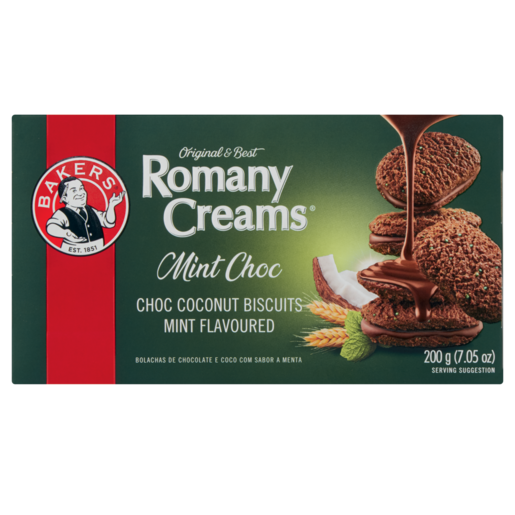 BAKERS
EST. 1851
Original & Best
Romany
Creams®
Mint Choc
CHOC COCONUT BISCUITS
MINT FLAVOURED
BOLACHAS DE CHOCOLATE E COCO COM SABOR A MENTA
200 g (7.05 oz)
SERVING SUGGESTION